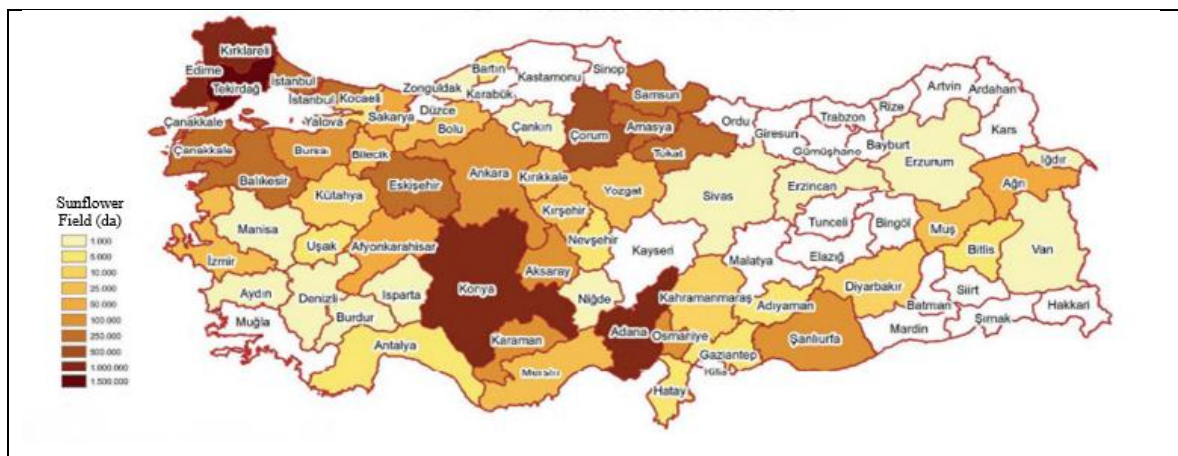 Kırklareli
Edirne
Tekirdağ
İstanbul
İstanbul
Kocaeli
Yalova
Sakarya
Düzce
Zonguldak
Bartın
Karabük
Kastamonu
Sinop
Samsun
Bolu
Çankırı
Çorum
Amasya
Tokat
Ordu
Giresun
Trabzon
Rize
Artvin
Ardahan
Kars
Gümüşhane
Bayburt
Erzurum
Iğdır
Ağrı
Çanakkale
Çanakkale
Balıkesir
Bursa
Bilecik
Kütahya
Eskişehir
Ankara
Kırıkkale
Kırşehir
Yozgat
Sivas
Erzincan
Tunceli
Bingöl
Muş
Bitlis
Van
Manisa
Uşak
Afyonkarahisar
İzmir
Nevşehir
Kayseri
Malatya
Elazığ
Aksaray
Konya
Niğde
Kahramanmaraş
Adıyaman
Diyarbakır
Batman
Siirt
Hakkari
Şırnak
Mardin
Şanlıurfa
Aydın
Denizli
Isparta
Burdur
Muğla
Antalya
Karaman
Mersin
Adana
Osmaniye
Gaziantep
Hatay
Sunflower
Field (da)
1.000
5.000
10.000
25.000
50.000
100.000
250.000
500.000
1.000.000
1.500.000